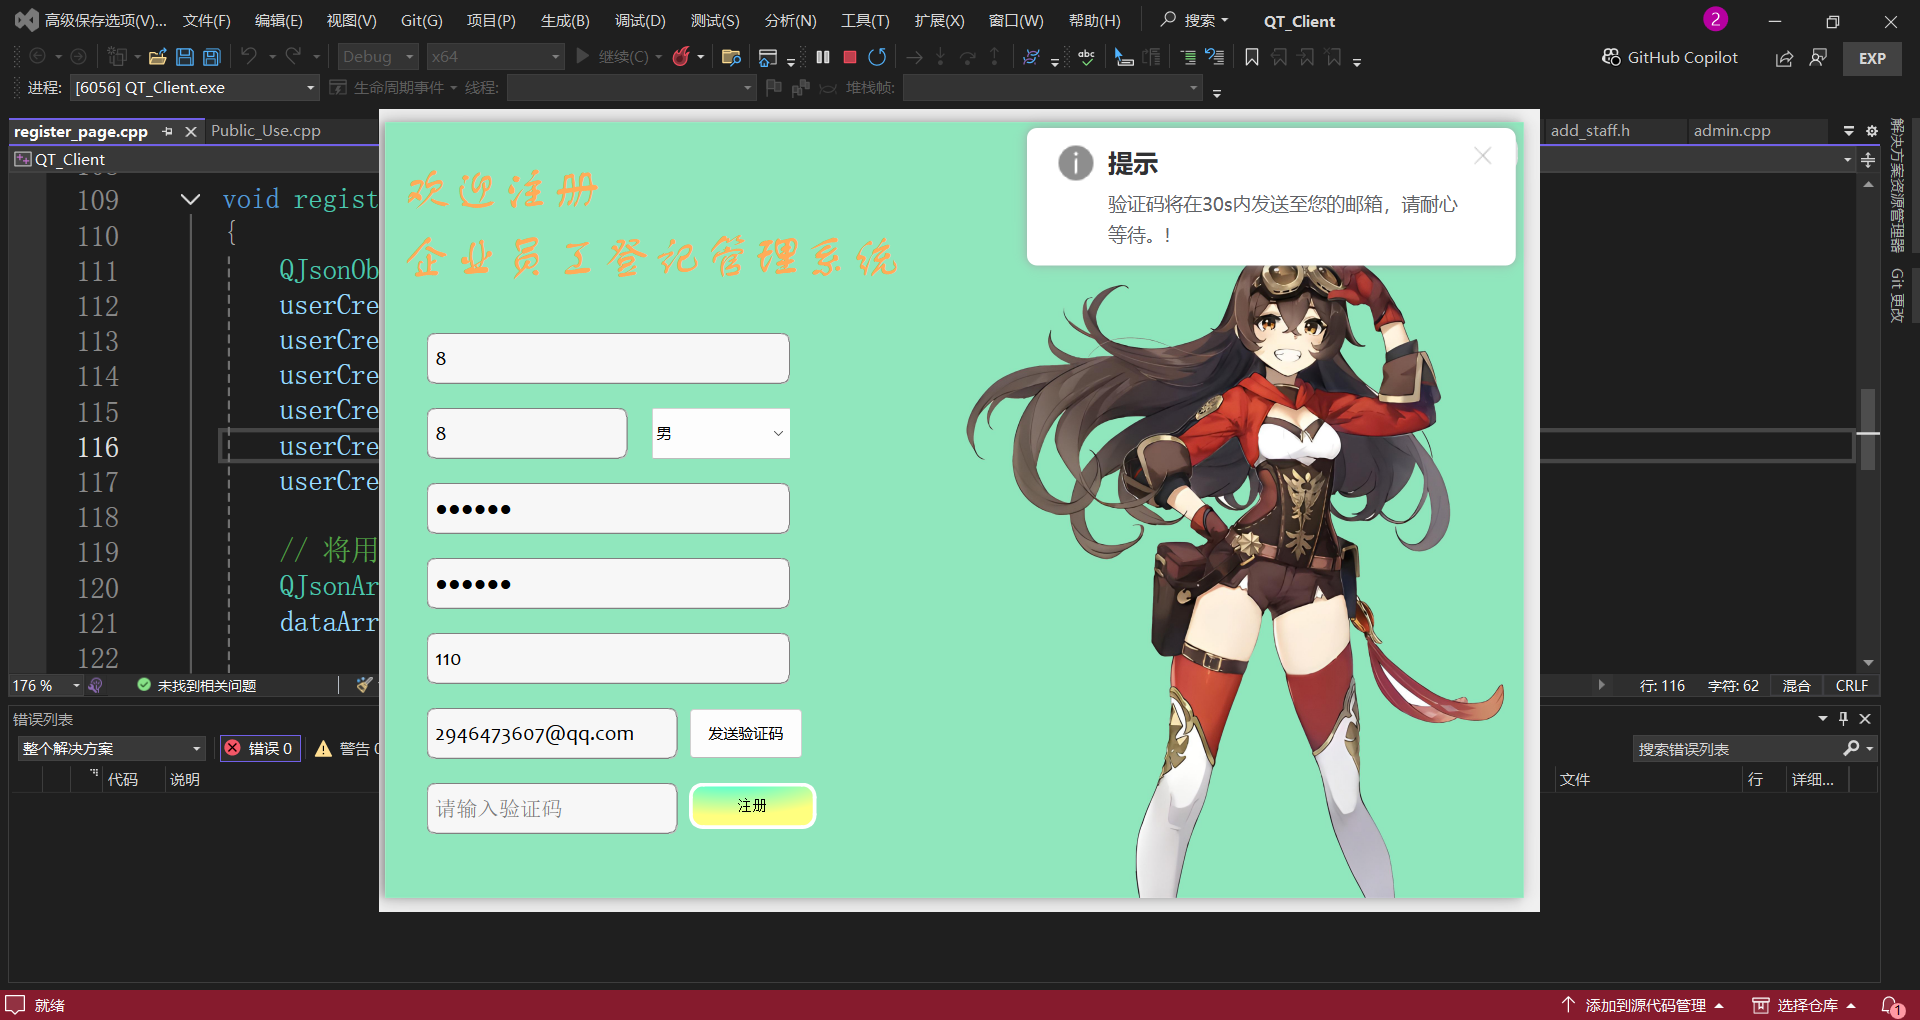 高级保存选项(V)... 文件(F) 编辑(E) 视图(V) Git(G) 项目(P) 生成(B) 调试(D) 测试(S) 分析(N) 工具(T) 扩展(X) 窗口(W) 帮助(H) 搜索 QT_Client 2
Debug x64 继续(C) GitHub Copilot EXP
进程: [6056] QT_Client.exe 生命周期事件 线程: 堆栈帧:
register_page.cpp Public_Use.cpp add_staff.h admin.cpp
QT_Client
109 void regist
110 {
111 QJsonOb
112 userCre
113 userCre
114 userCre
115 userCre
116 userCre
117 userCre
118
119 // 将用
120 QJsonAr
121 dataArr
122
解决方案资源管理器
Git 更改
欢迎注册
企业员工登记管理系统
提示
验证码将在30s内发送至您的邮箱，请耐心
等待。!
8
8 男
●●●●●●
●●●●●●
110
2946473607@qq.com 发送验证码
请输入验证码 注册
176 % 未找到相关问题 行: 116 字符: 62 混合 CRLF
错误列表
整个解决方案 错误 0 警告 0 搜索错误列表
代码 说明 文件 行 详细...
就绪 添加到源代码管理 选择仓库 1